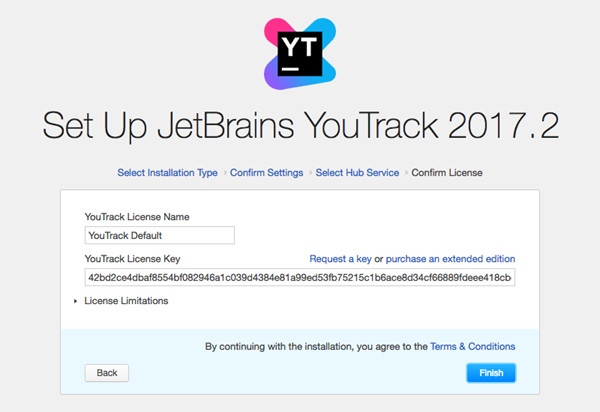 YT
Set Up JetBrains YouTrack 2017.2
Select Installation Type › Confirm Settings › Select Hub Service › Confirm License
YouTrack License Name
YouTrack Default
YouTrack License Key Request a key or purchase an extended edition
42bd2ce4dbaf8554bf082946a1c039d4384e81a99ed53fb75215c1b6ace8d34cf66889fdeee418cb
License Limitations
By continuing with the installation, you agree to the Terms & Conditions
Back Finish